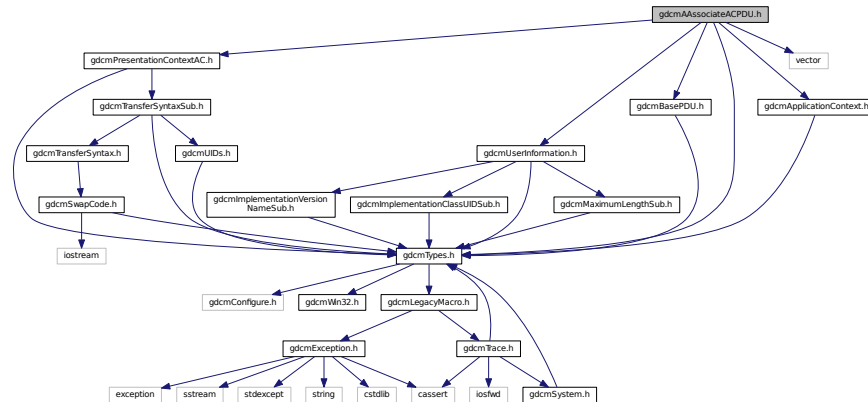 gdcmAAssociateACPDU.h
gdcmPresentationContextAC.h
vector
gdcmTransferSyntaxSub.h
gdcmBasePDU.h
gdcmApplicationContext.h
gdcmTransferSyntax.h
gdcmUIDs.h
gdcmUserInformation.h
gdcmSwapCode.h
gdcmImplementationVersion
NameSub.h
gdcmImplementationClassUIDSub.h
gdcmMaximumLengthSub.h
iostream
gdcmTypes.h
gdcmConfigure.h
gdcmWin32.h
gdcmLegacyMacro.h
gdcmException.h
gdcmTrace.h
exception
sstream
stdexcept
string
cstdlib
cassert
iosfwd
gdcmSystem.h